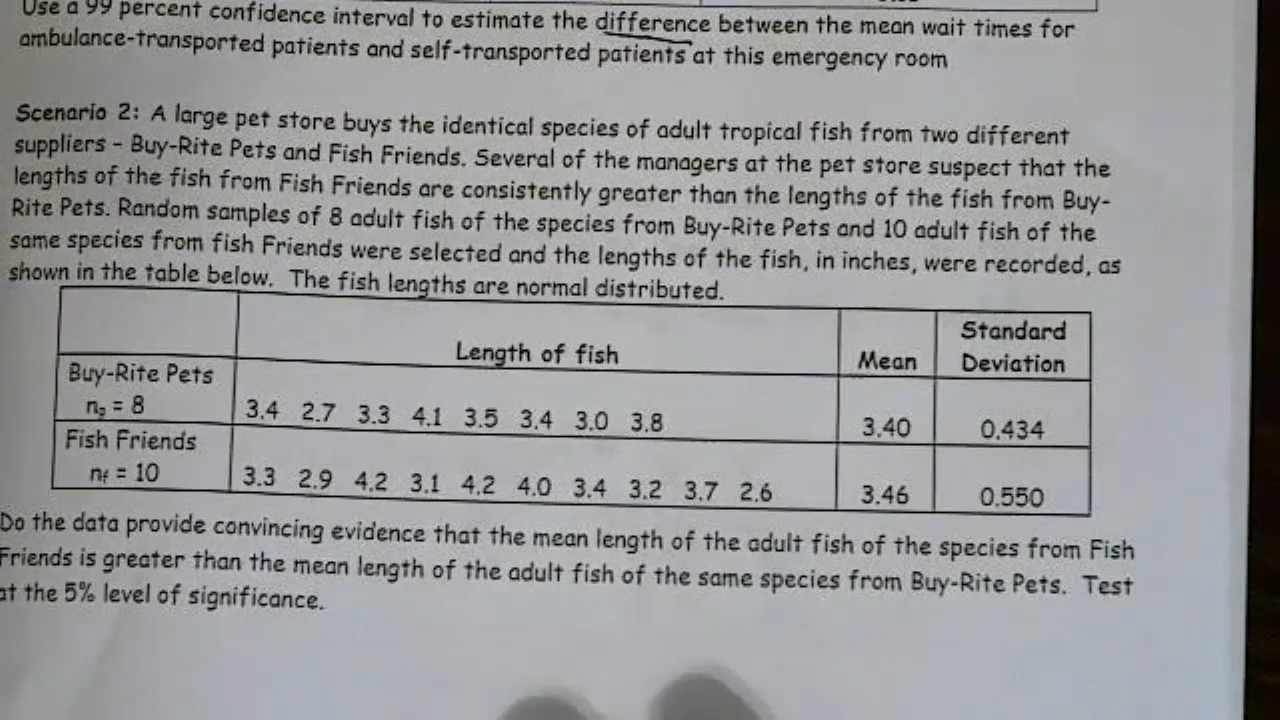 Use a 99 percent confidence interval to estimate the difference between the mean wait times for
ambulance-transported patients and self-transported patients at this emergency room
Scenario 2: A large pet store buys the identical species of adult tropical fish from two different
suppliers - Buy-Rite Pets and Fish Friends. Several of the managers at the pet store suspect that the
lengths of the fish from Fish Friends are consistently greater than the lengths of the fish from Buy-
Rite Pets. Random samples of 8 adult fish of the species from Buy-Rite Pets and 10 adult fish of the
same species from fish Friends were selected and the lengths of the fish, in inches, were recorded, as
shown in the table below. The fish lengths are normal distributed.
Length of fish Mean Standard
Deviation
Buy-Rite Pets
n = 8 3.4 2.7 3.3 4.1 3.5 3.4 3.0 3.8 3.40 0.434
Fish Friends
nf = 10 3.3 2.9 4.2 3.1 4.2 4.0 3.4 3.2 3.7 2.6 3.46 0.550
Do the data provide convincing evidence that the mean length of the adult fish of the species from Fish
Friends is greater than the mean length of the adult fish of the same species from Buy-Rite Pets. Test
at the 5% level of significance.